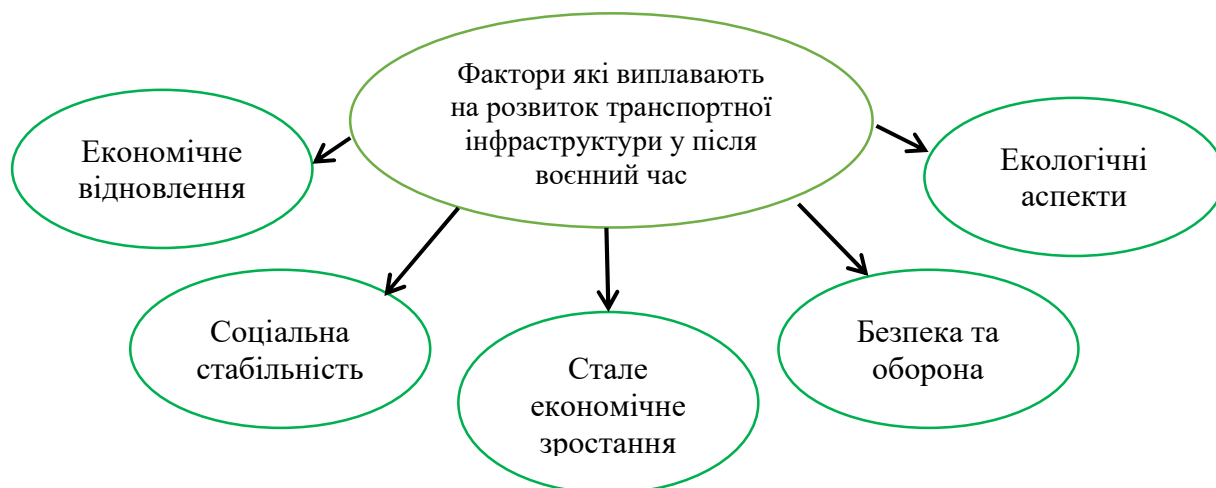 Фактори які виплавають
на розвиток транспортної
інфраструктури у після
воєнний час
Економічне
відновлення
Екологічні
аспекти
Соціальна
стабільність
Стале
економічне
зростання
Безпека та
оборона